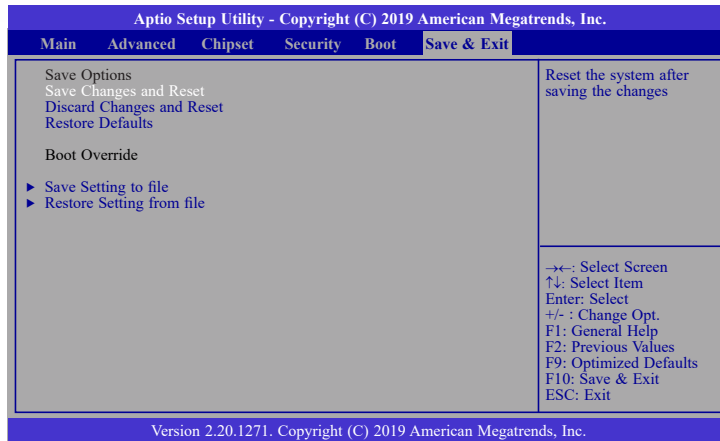 Aptio Setup Utility - Copyright (C) 2019 American Megatrends, Inc.
Main Advanced Chipset Security Boot Save & Exit
Save Options
Save Changes and Reset
Discard Changes and Reset
Restore Defaults
Boot Override
► Save Setting to file
► Restore Setting from file
Reset the system after
saving the changes
→←: Select Screen
↑↓: Select Item
Enter: Select
+/- : Change Opt.
F1: General Help
F2: Previous Values
F9: Optimized Defaults
F10: Save & Exit
ESC: Exit
Version 2.20.1271. Copyright (C) 2019 American Megatrends, Inc.